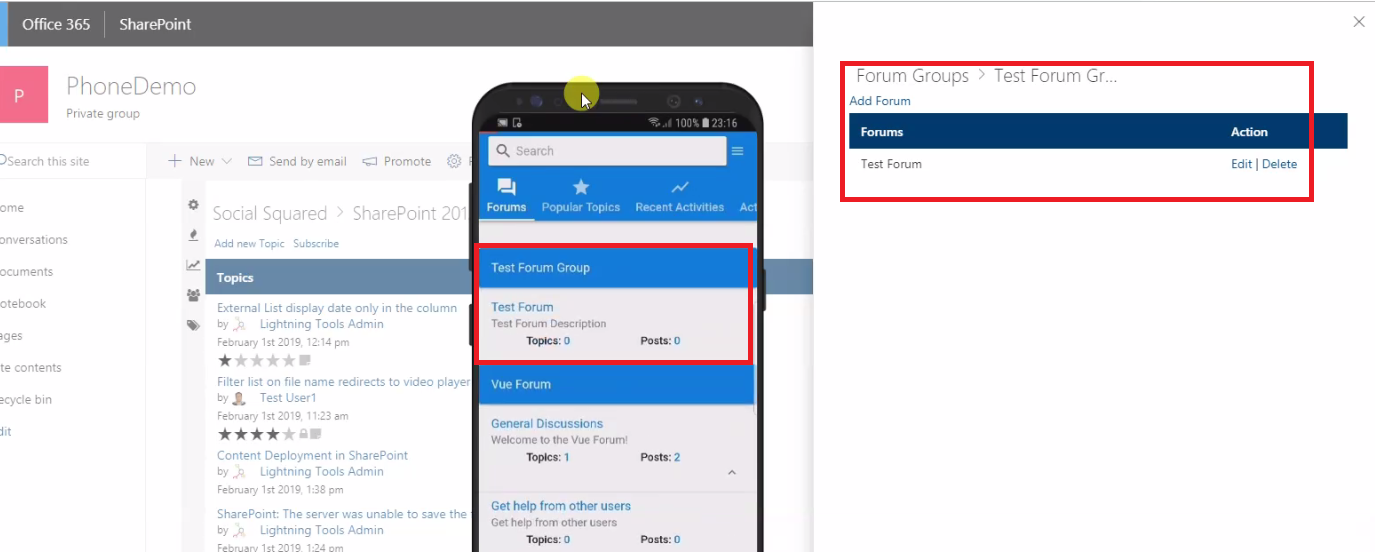 Office 365 SharePoint
P
PhoneDemo
Private group
Search this site
New Send by email Promote
Social Squared > SharePoint 201
Add new Topic Subscribe
Topics
External List display date only in the column
by Lightning Tools Admin
February 1st 2019, 12:14 pm
Filter list on file name redirects to video player
by Test User1
February 1st 2019, 11:23 am
Content Deployment in SharePoint
by Lightning Tools Admin
February 1st 2019, 1:38 pm
SharePoint: The server was unable to save the
by Lightning Tools Admin
February 1st 2019, 1:24 pm
ome
onversations
ocuments
otebook
ages
te contents
ecycle bin
dit
100% 23:16
Search
Forums Popular Topics Recent Activities Act
Test Forum Group
Test Forum
Test Forum Description
Topics: 0 Posts: 0
Vue Forum
General Discussions
Welcome to the Vue Forum!
Topics: 1 Posts: 2
Get help from other users
Get help from other users
Topics: 0 Posts: 0
Forum Groups > Test Forum Gr...
Add Forum
Forums Action
Test Forum Edit | Delete